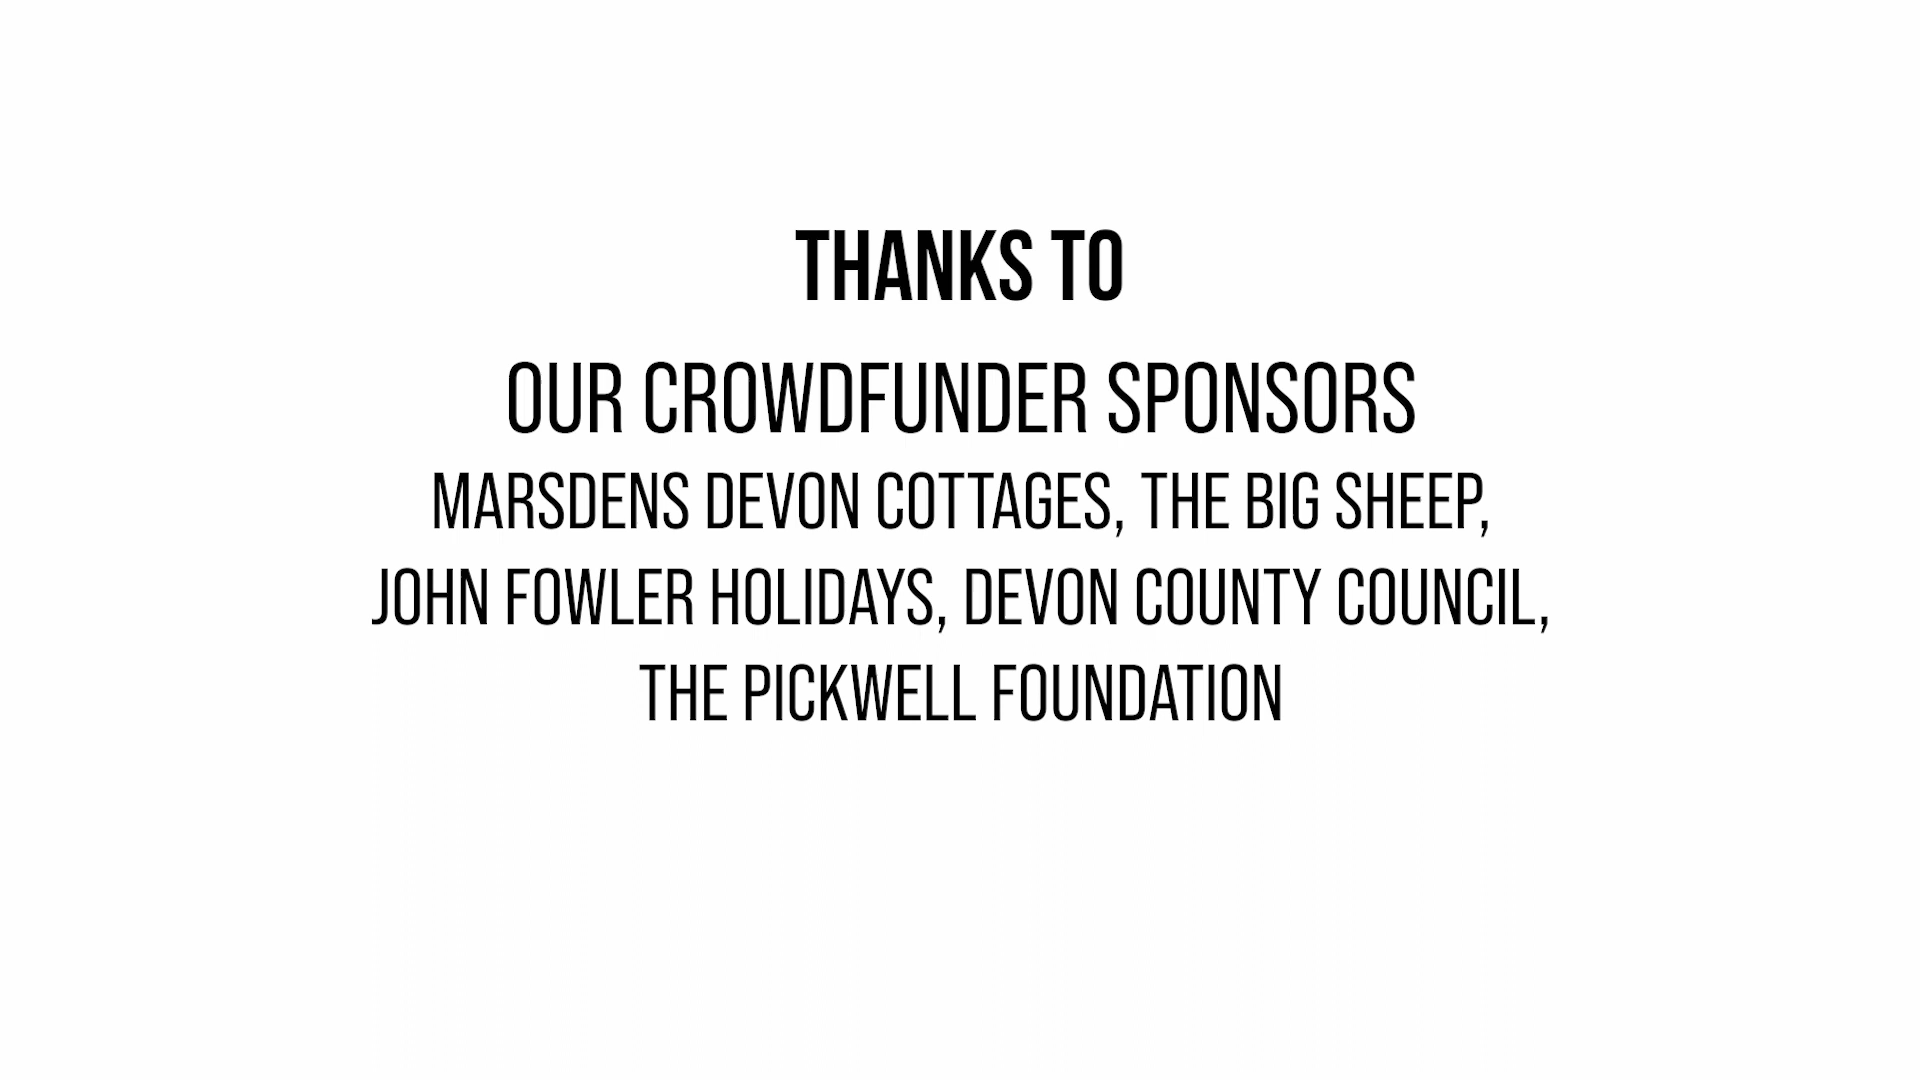 THANKS TO
OUR CROWDFUNDER SPONSORS
MARSDENS DEVON COTTAGES, THE BIG SHEEP,
JOHN FOWLER HOLIDAYS, DEVON COUNTY COUNCIL,
THE PICKWELL FOUNDATION